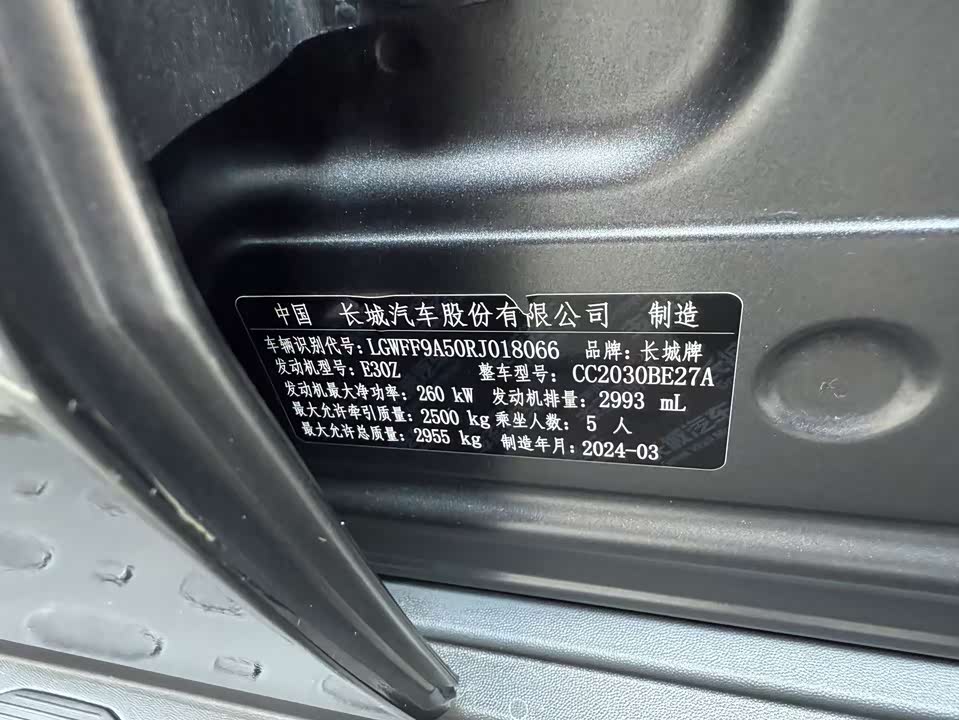 中国 长城汽车股份有限公司 制造
车辆识别代号：LGWFF9A50RJ018066 品牌：长城牌
发动机型号：E30Z 整车型号：CC2030BE27A
发动机最大净功率：260 kW 发动机排量：2993 mL
最大允许牵引质量：2500 kg 乘坐人数：5 人
最大允许总质量：2955 kg 制造年月：2024-03